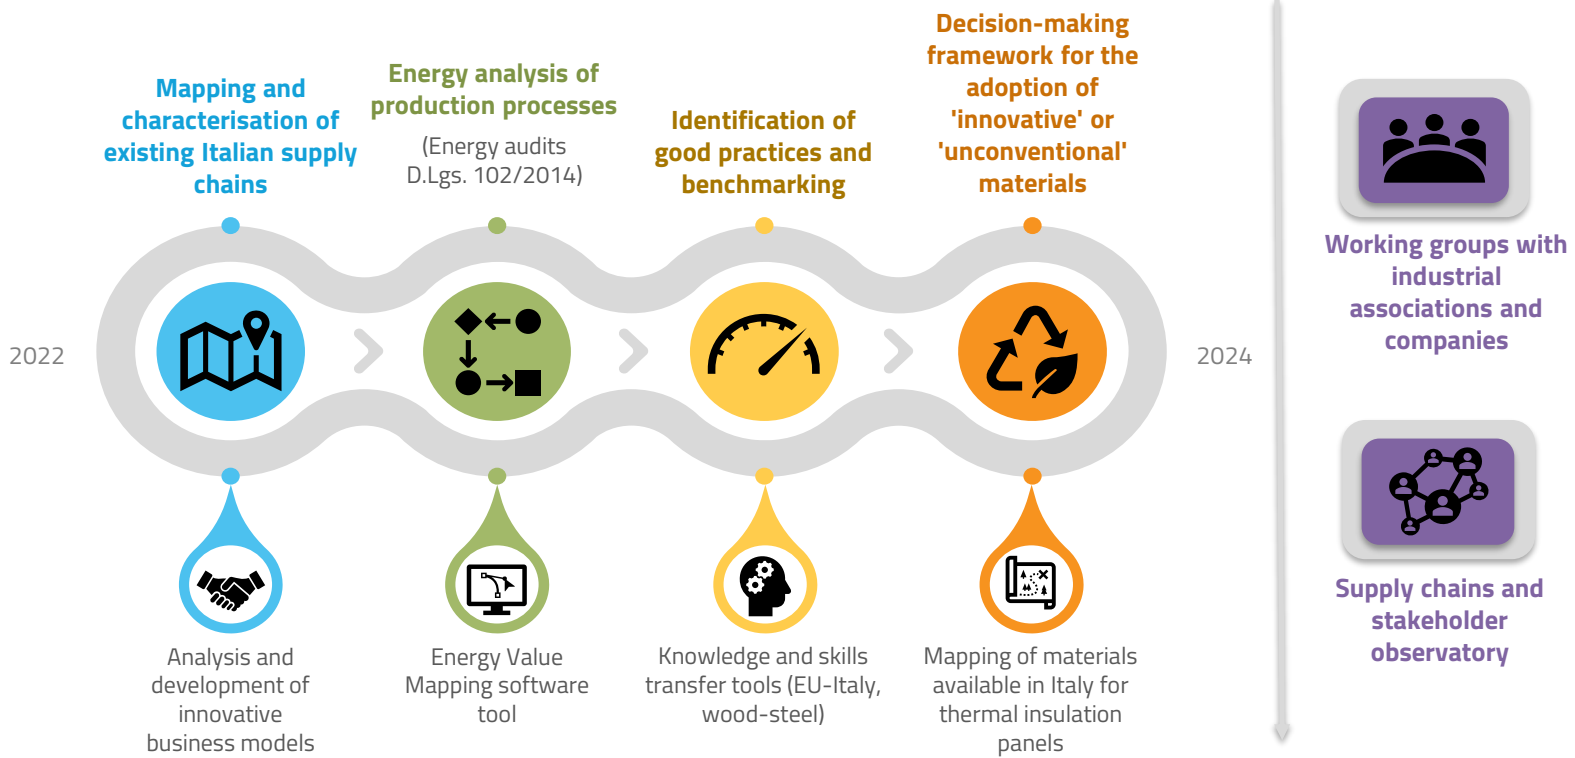 Mapping and
characterisation of
existing Italian supply
chains
Energy analysis of
production processes
(Energy audits
D.Lgs. 102/2014)
Identification of
good practices and
benchmarking
Decision-making
framework for the
adoption of
'innovative' or
'unconventional'
materials
2022
2024
Analysis and
development of
innovative
business models
Energy Value
Mapping software
tool
Knowledge and skills
transfer tools (EU-Italy,
wood-steel)
Mapping of materials
available in Italy for
thermal insulation
panels
Working groups with
industrial
associations and
companies
Supply chains and
stakeholder
observatory